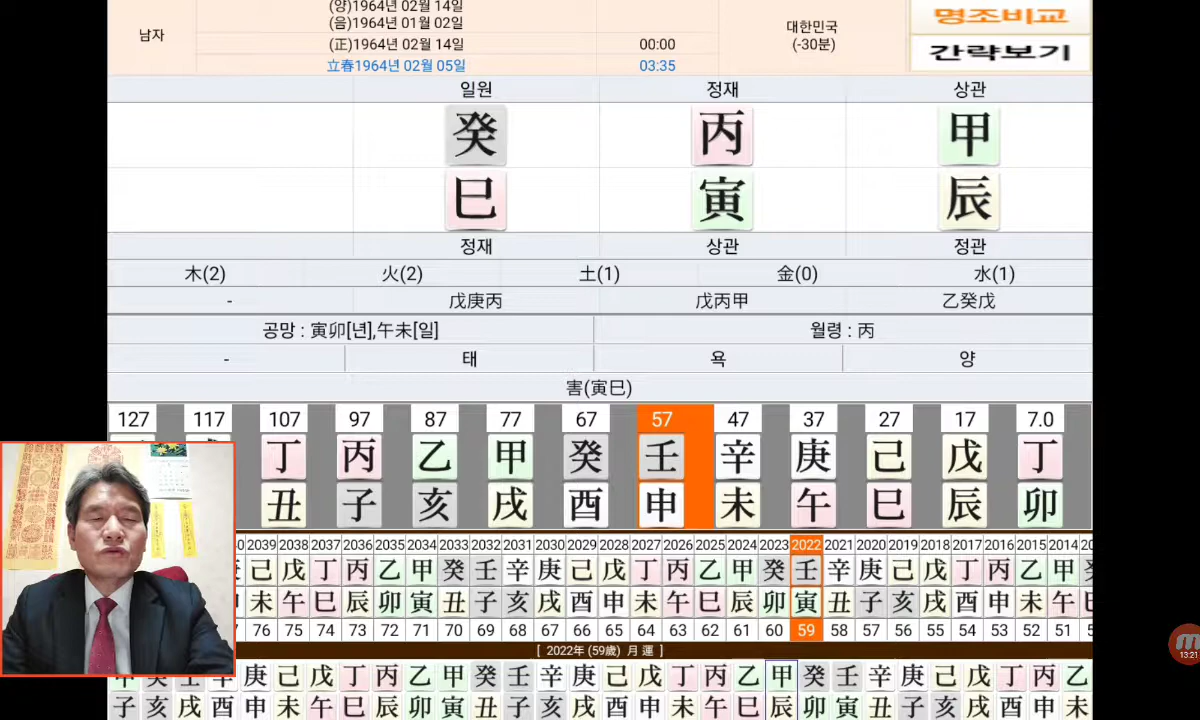 (양)1964년 02월 14일
(음)1964년 01월 02일
남자
(正)1964년 02월 14일 00:00
立春1964년 02월 05일 03:35
대한민국
(-30분)
명조비교
간략보기
일원 정재 상관
癸 丙 甲
巳 寅 辰
정재 상관 정관
木(2) 火(2) 土(1) 金(0) 水(1)
- 戊庚丙 戊丙甲 乙癸戊
공망 : 寅卯[년],午未[일] 월령 : 丙
- 태 욕 양
害(寅巳)
127 117 107 97 87 77 67 57 47 37 27 17 7.0
丁 丙 乙 甲 癸 壬 辛 庚 己 戊 丁
丑 子 亥 戌 酉 申 未 午 巳 辰 卯
2039 2038 2037 2036 2035 2034 2033 2032 2031 2030 2029 2028 2027 2026 2025 2024 2023 2022 2021 2020 2019 2018 2017 2016 2015 2014
己 戊 丁 丙 乙 甲 癸 壬 辛 庚 己 戊 丁 丙 乙 甲 癸 壬 辛 庚 己 戊 丁 丙 乙 甲
未 午 巳 辰 卯 寅 丑 子 亥 戌 酉 申 未 午 巳 辰 卯 寅 丑 子 亥 戌 酉 申 未 午
76 75 74 73 72 71 70 69 68 67 66 65 64 63 62 61 60 59 58 57 56 55 54 53 52 51
[ 2022年 (59歲) 月 運 ]
甲 癸 壬 辛 庚 己 戊 丁 丙 乙 甲 癸 壬 辛 庚 己 戊 丁 丙 乙 甲 癸 壬 辛 庚 己 戊 丁 丙 乙
子 亥 戌 酉 申 未 午 巳 辰 卯 寅 丑 子 亥 戌 酉 申 未 午 巳 辰 卯 寅 丑 子 亥 戌 酉 申 未
13:21